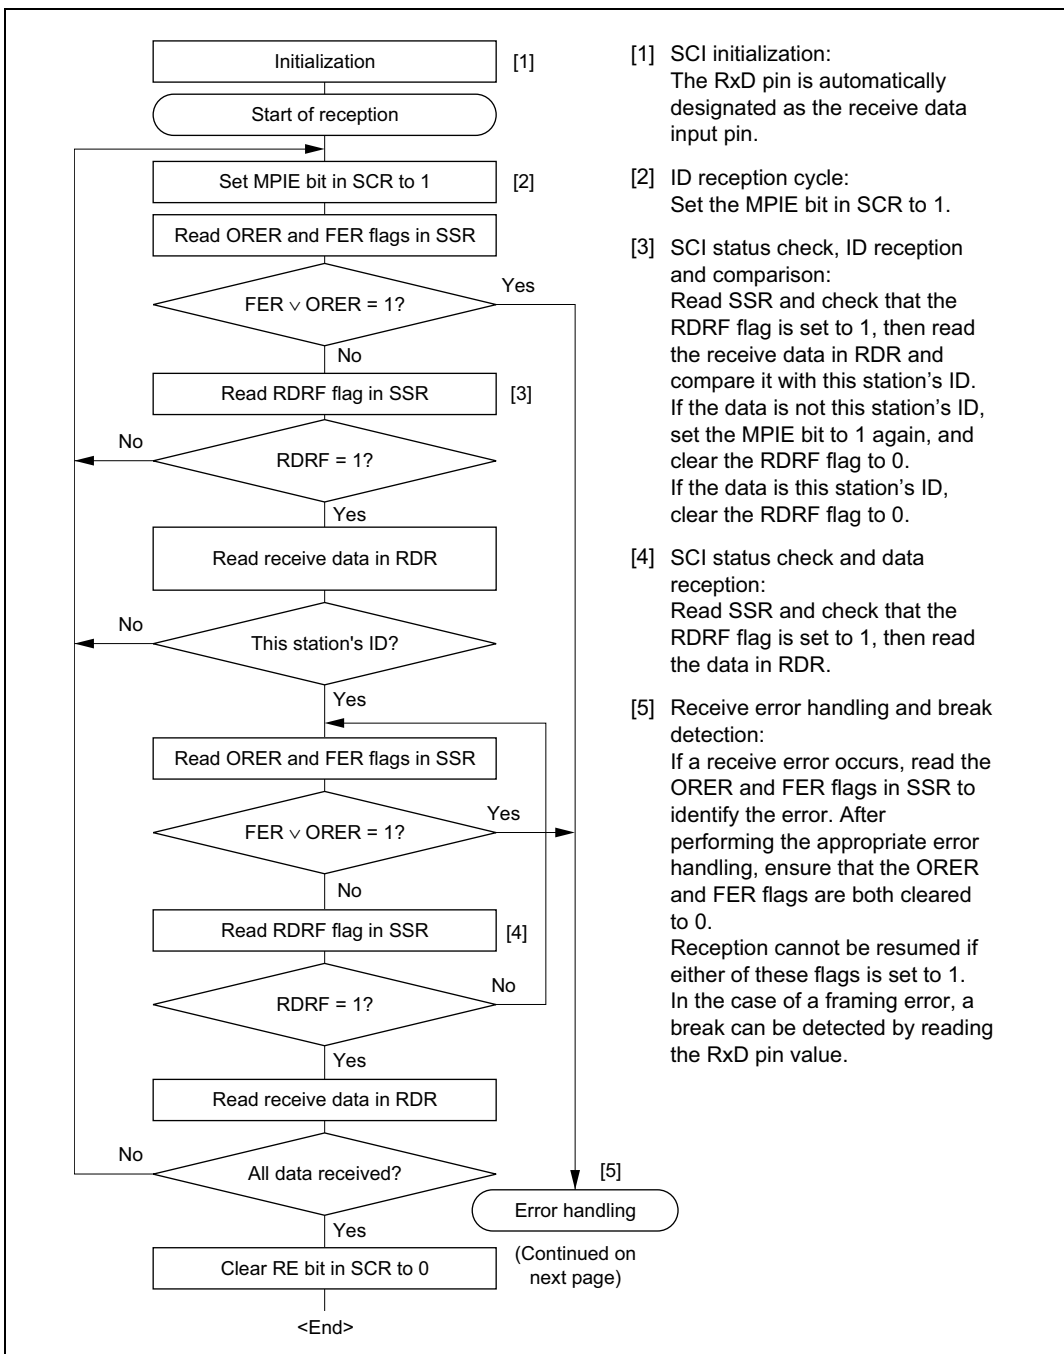 Initialization
[1]
Start of reception
Set MPIE bit in SCR to 1
[2]
Read ORER and FER flags in SSR
FER ∨ ORER = 1?
Yes
No
Read RDRF flag in SSR
[3]
No
RDRF = 1?
Yes
Read receive data in RDR
No
This station's ID?
Yes
Read ORER and FER flags in SSR
Yes
FER ∨ ORER = 1?
No
Read RDRF flag in SSR
[4]
No
RDRF = 1?
Yes
Read receive data in RDR
No
All data received?
Yes
[5]
Error handling
(Continued on
next page)
Clear RE bit in SCR to 0
<End>
[1] SCI initialization:
The RxD pin is automatically
designated as the receive data
input pin.
[2] ID reception cycle:
Set the MPIE bit in SCR to 1.
[3] SCI status check, ID reception
and comparison:
Read SSR and check that the
RDRF flag is set to 1, then read
the receive data in RDR and
compare it with this station's ID.
If the data is not this station's ID,
set the MPIE bit to 1 again, and
clear the RDRF flag to 0.
If the data is this station's ID,
clear the RDRF flag to 0.
[4] SCI status check and data
reception:
Read SSR and check that the
RDRF flag is set to 1, then read
the data in RDR.
[5] Receive error handling and break
detection:
If a receive error occurs, read the
ORER and FER flags in SSR to
identify the error. After
performing the appropriate error
handling, ensure that the ORER
and FER flags are both cleared
to 0.
Reception cannot be resumed if
either of these flags is set to 1.
In the case of a framing error, a
break can be detected by reading
the RxD pin value.